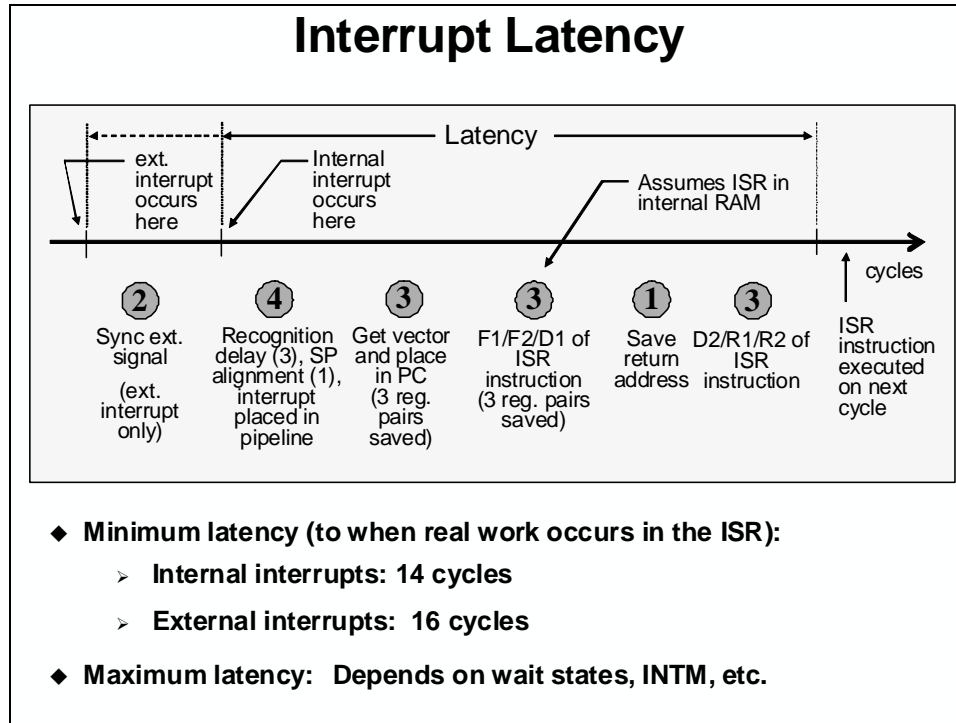 Interrupt Latency
Latency
ext.
interrupt
occurs
here
Internal
interrupt
occurs
here
Assumes ISR in
internal RAM
cycles
2
Sync ext.
signal
(ext.
interrupt
only)
4
Recognition
delay (3), SP
alignment (1),
interrupt
placed in
pipeline
3
Get vector
and place
in PC
(3 reg.
pairs
saved)
3
F1/F2/D1 of
ISR
instruction
(3 reg. pairs
saved)
1
Save
return
address
3
D2/R1/R2 of
ISR
instruction
ISR
instruction
executed
on next
cycle
◆ Minimum latency (to when real work occurs in the ISR):
➢ Internal interrupts: 14 cycles
➢ External interrupts: 16 cycles
◆ Maximum latency: Depends on wait states, INTM, etc.